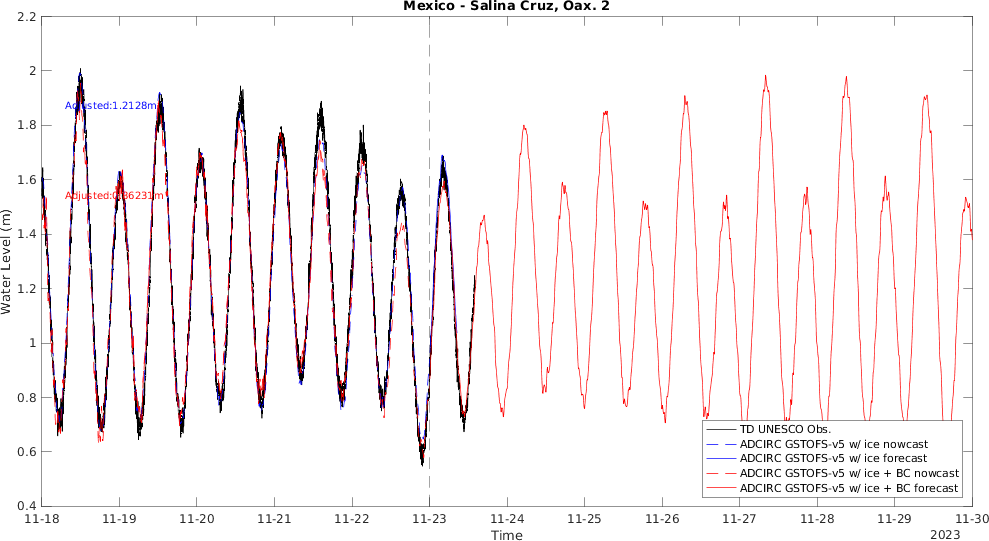 Mexico - Salina Cruz, Oax. 2
2.2
2
1.8
1.6
1.4
1.2
1
0.8
0.6
0.4
Water Level (m)
Adjusted:1.2128m
TD UNESCO Obs.
ADCIRC GSTOFS-v5 w/ ice nowcast
ADCIRC GSTOFS-v5 w/ ice forecast
ADCIRC GSTOFS-v5 w/ ice + BC nowcast
ADCIRC GSTOFS-v5 w/ ice + BC forecast
11-18 11-19 11-20 11-21 11-22 11-23 11-24 11-25 11-26 11-27 11-28 11-29 11-30
Time
2023